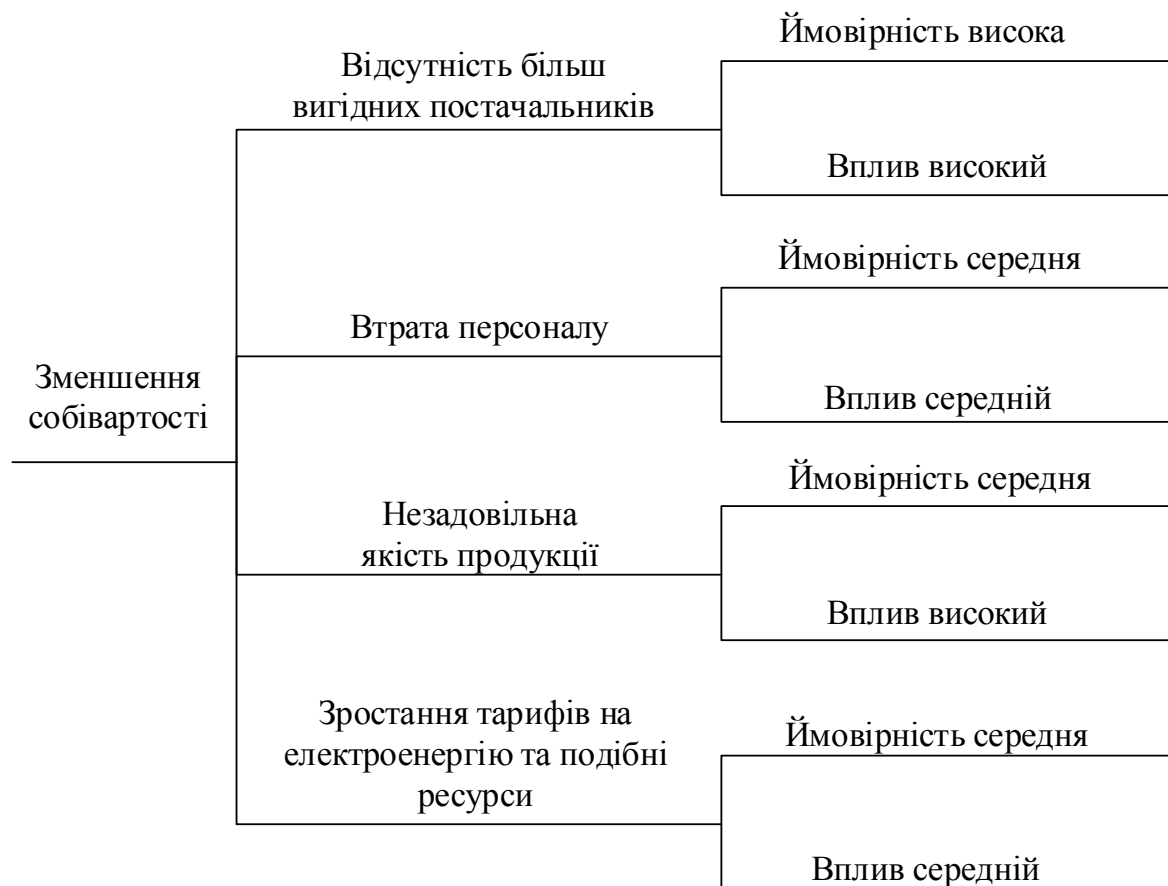 Зменшення
собівартості
Відсутність більш
вигідних постачальників
Ймовірність висока
Вплив високий
Втрата персоналу
Ймовірність середня
Вплив середній
Незадовільна
якість продукції
Ймовірність середня
Вплив високий
Зростання тарифів на
електроенергію та подібні
ресурси
Ймовірність середня
Вплив середній